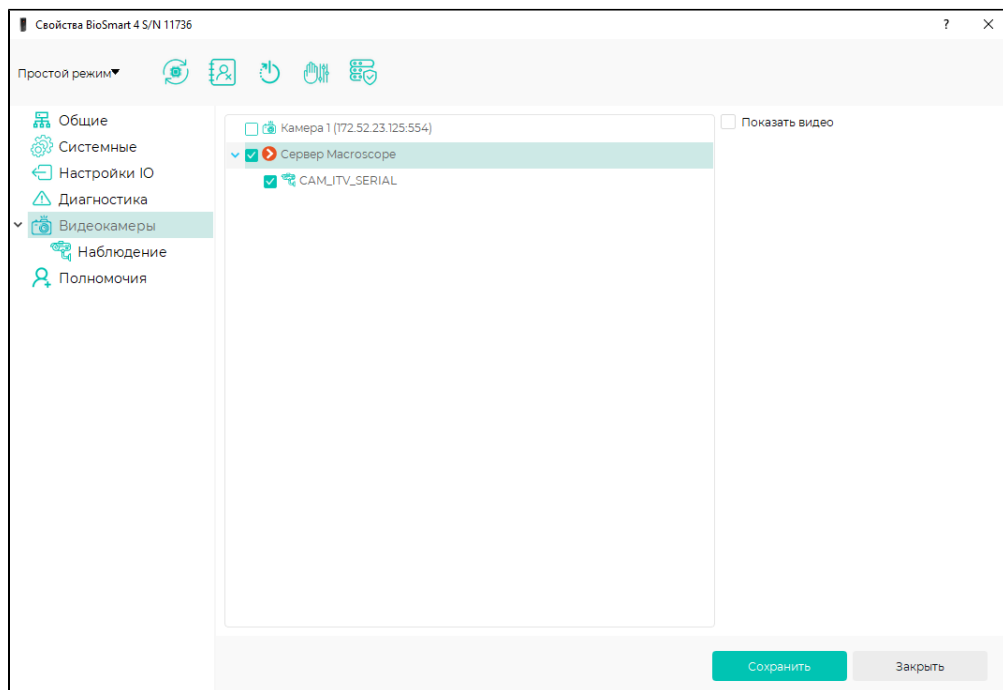 Свойства BioSmart 4 S/N 11736
?
Простой режим
Общие
Системные
Настройки IO
Диагностика
Видеокамеры
Наблюдение
Полномочия
Камера 1 (172.52.23.125:554)
Сервер Macroscope
CAM_ITV_SERIAL
Показать видео
Сохранить
Закрыть